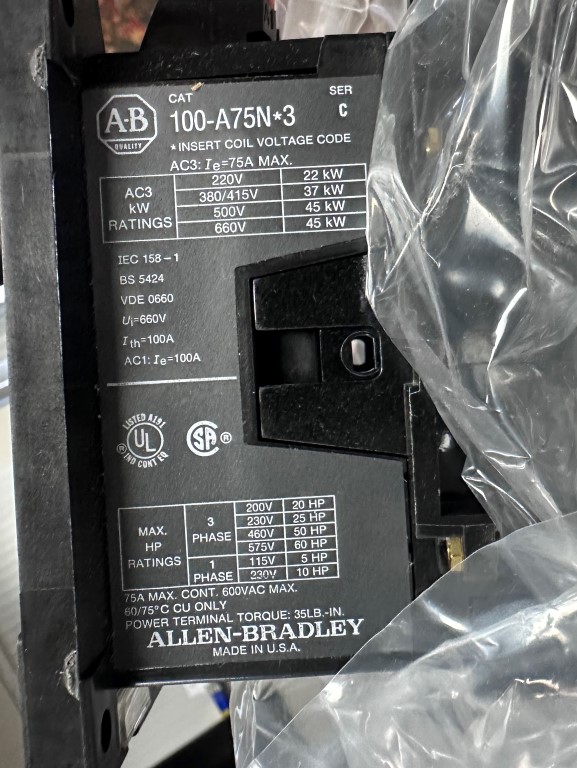 CAT SER
A-B 100-A75N*3 C
QUALITY
*INSERT COIL VOLTAGE CODE
AC3: Ie=75A MAX.
AC3 kW RATINGS
220V 22 kW
380/415V 37 kW
500V 45 kW
660V 45 kW
IEC 158-1
BS 5424
VDE 0660
Ui=660V
Ith=100A
AC1: Ie=100A
LISTED A191
UL ®
IND CONT EQ
SA ®
MAX. HP RATINGS
3 PHASE
200V 20 HP
230V 25 HP
460V 50 HP
575V 60 HP
1 PHASE
115V 5 HP
230V 10 HP
75A MAX. CONT. 600VAC MAX.
60/75°C CU ONLY
POWER TERMINAL TORQUE: 35LB.-IN.
ALLEN-BRADLEY
MADE IN U.S.A.